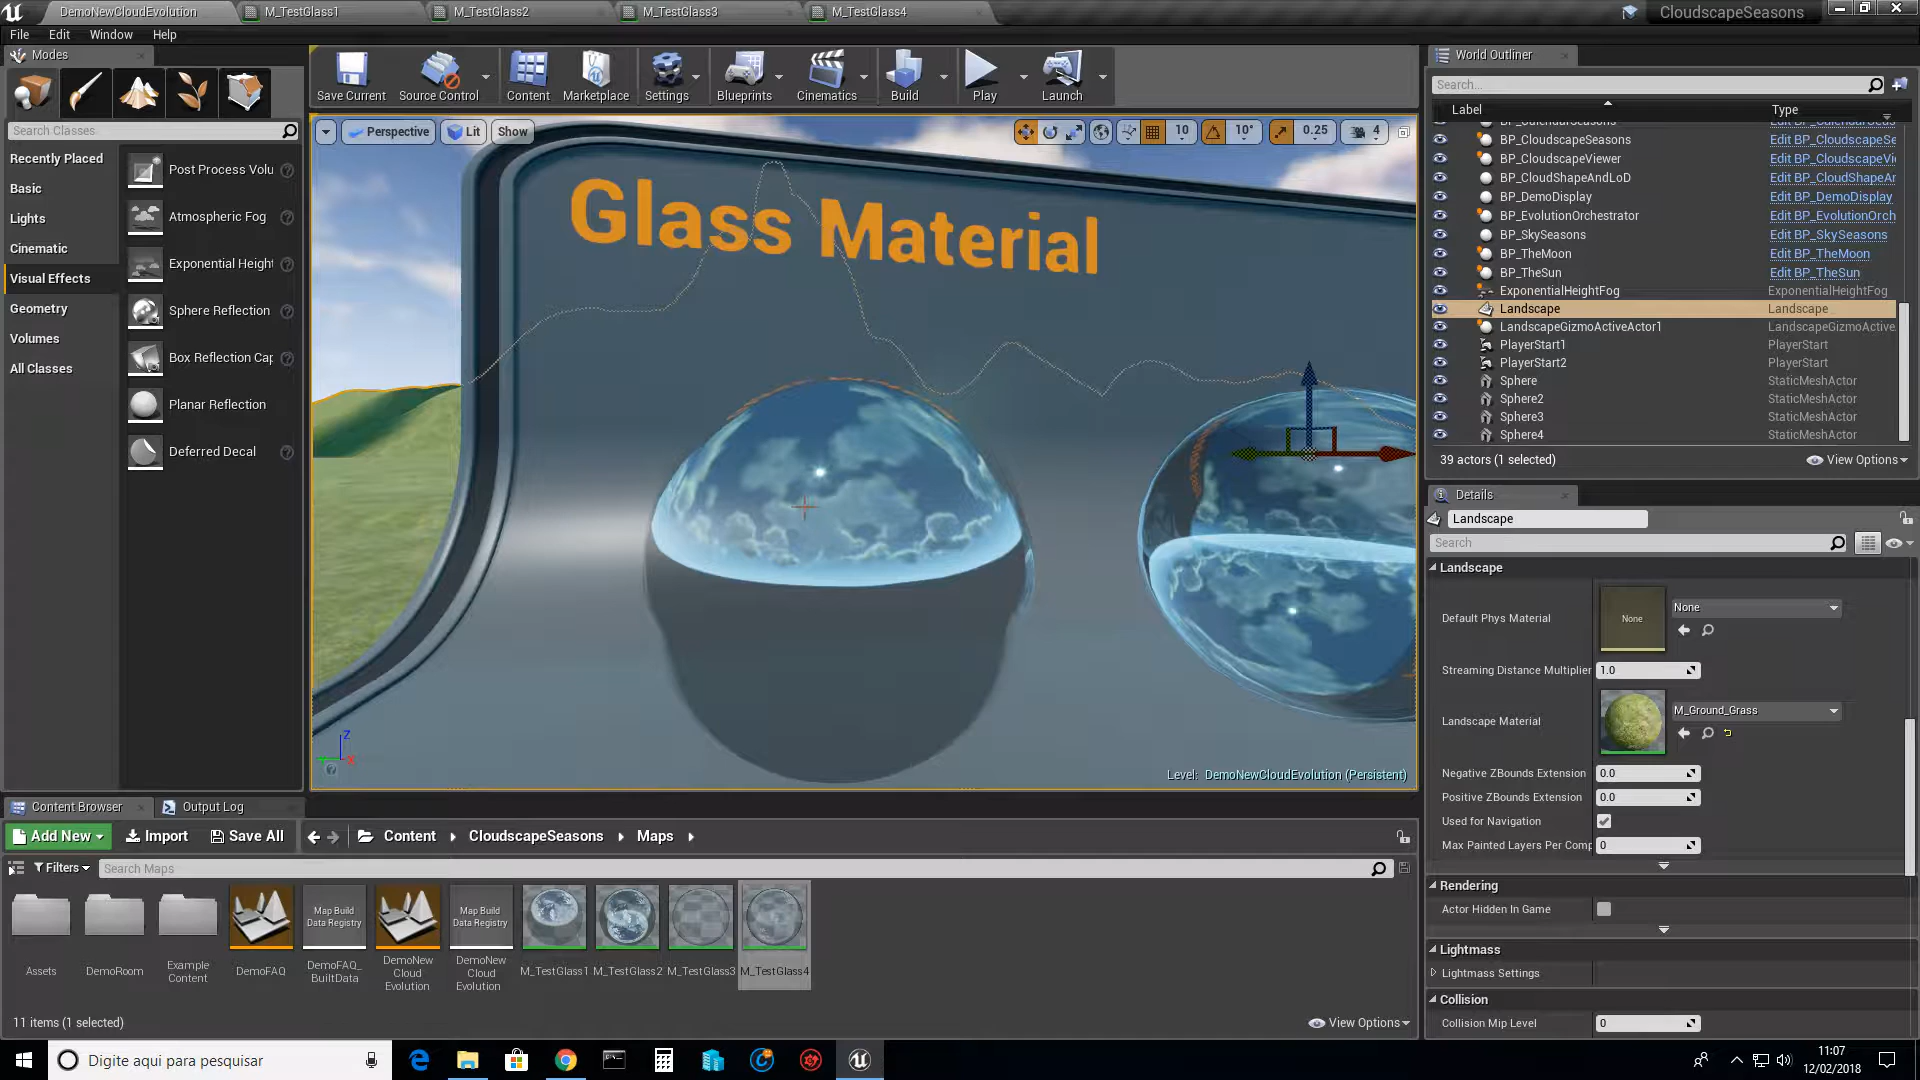 DemoNewCloudEvolution
M_TestGlass1
M_TestGlass2
M_TestGlass3
M_TestGlass4
CloudscapeSeasons
File
Edit
Window
Help
Modes
Search Classes
Recently Placed
Basic
Lights
Cinematic
Visual Effects
Geometry
Volumes
All Classes
Post Process Volu
Atmospheric Fog
Exponential Height
Sphere Reflection
Box Reflection Cap
Planar Reflection
Deferred Decal
Save Current
Source Control
Content
Marketplace
Settings
Blueprints
Cinematics
Build
Play
Launch
Perspective
Lit
Show
10
10°
0.25
4
Glass Material
Z
X
Level: DemoNewCloudEvolution (Persistent)
World Outliner
Search...
Label
Type
BP_CloudscapeSeasons
Edit BP_CloudscapeSe
BP_CloudscapeViewer
Edit BP_CloudscapeVi
BP_CloudShapeAndLoD
Edit BP_CloudShapeAr
BP_DemoDisplay
Edit BP_DemoDisplay
BP_EvolutionOrchestrator
Edit BP_EvolutionOrch
BP_SkySeasons
Edit BP_SkySeasons
BP_TheMoon
Edit BP_TheMoon
BP_TheSun
Edit BP_TheSun
ExponentialHeightFog
ExponentialHeightFog
Landscape
Landscape
LandscapeGizmoActiveActor1
LandscapeGizmoActive
PlayerStart1
PlayerStart
PlayerStart2
PlayerStart
Sphere
StaticMeshActor
Sphere2
StaticMeshActor
Sphere3
StaticMeshActor
Sphere4
StaticMeshActor
39 actors (1 selected)
View Options
Details
Landscape
Search
Landscape
Default Phys Material
None
None
Streaming Distance Multiplier
1.0
Landscape Material
M_Ground_Grass
Negative ZBounds Extension
0.0
Positive ZBounds Extension
0.0
Used for Navigation
Max Painted Layers Per Comp
0
Rendering
Actor Hidden In Game
Lightmass
Lightmass Settings
Collision
Collision Mip Level
0
Content Browser
Output Log
Add New
Import
Save All
Content
CloudscapeSeasons
Maps
Filters
Search Maps
Assets
DemoRoom
Example
Content
DemoFAQ
Map Build
Data Registry
DemoFAQ_
BuiltData
DemoNew
Cloud
Evolution
Map Build
Data Registry
DemoNew
Cloud
Evolution
M_TestGlass1
M_TestGlass2
M_TestGlass3
M_TestGlass4
11 items (1 selected)
View Options
Digite aqui para pesquisar
11:07
12/02/2018